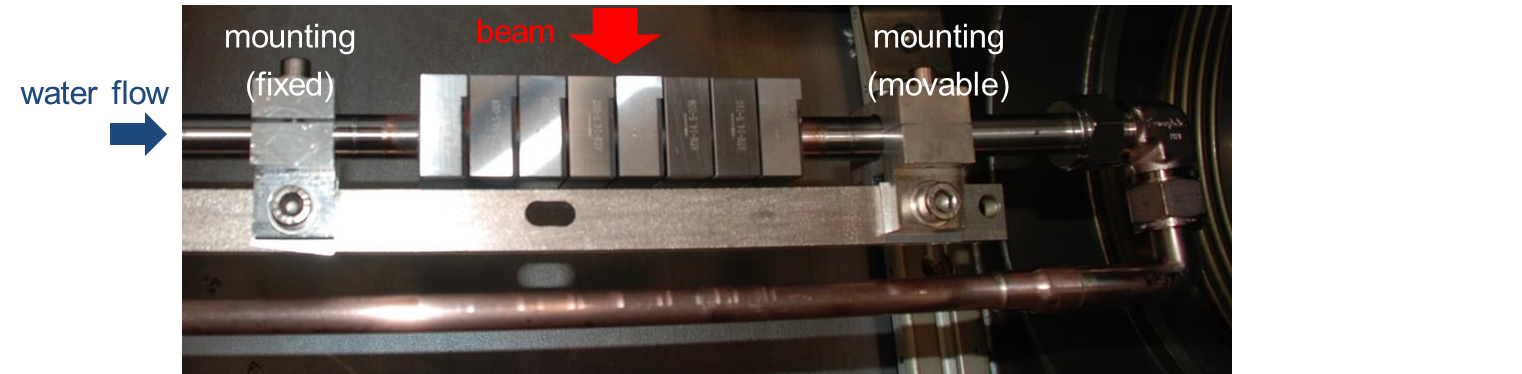 mounting
(fixed)
beam
mounting
(movable)
water flow